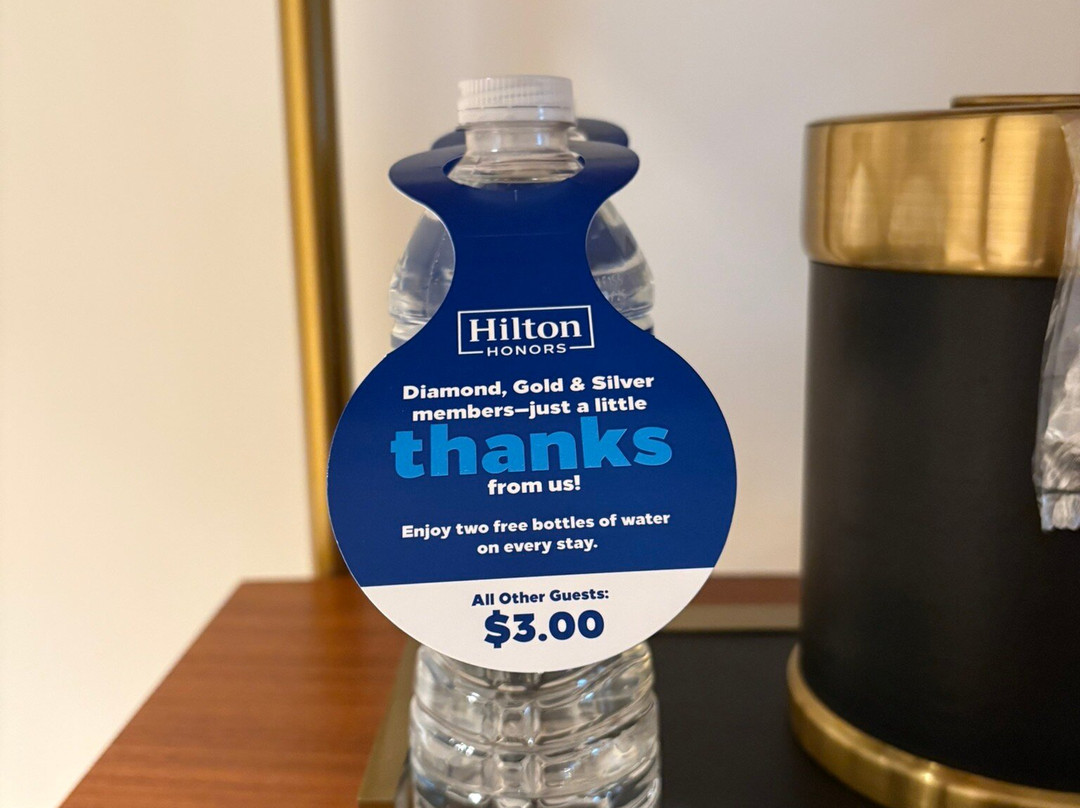 Hilton
HONORS
Diamond, Gold & Silver
members—just a little
thanks
from us!
Enjoy two free bottles of water
on every stay.
All Other Guests:
$3.00